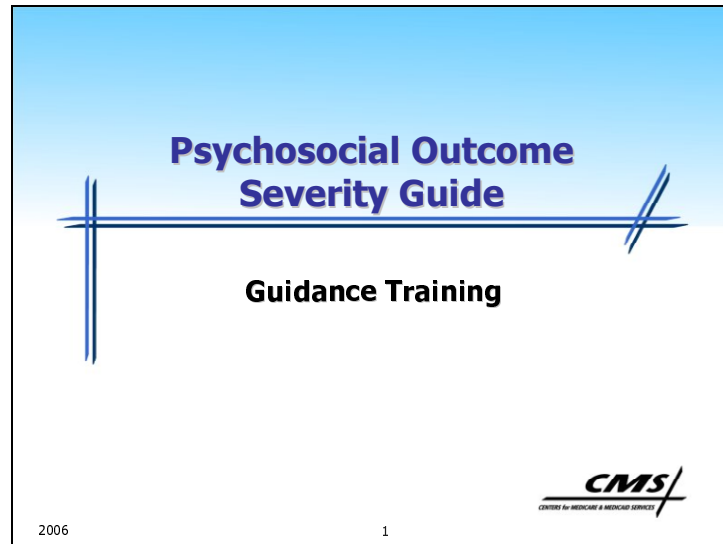 Psychosocial Outcome
Severity Guide
Guidance Training
CMS
CENTERS for MEDICARE & MEDICAID SERVICES
2006
1